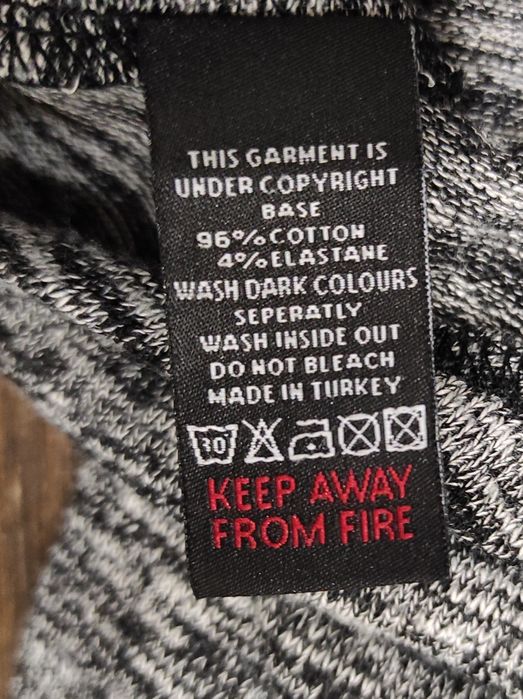 THIS GARMENT IS
UNDER COPYRIGHT
BASE
96% COTTON
4% ELASTANE
WASH DARK COLOURS
SEPERATLY
WASH INSIDE OUT
DO NOT BLEACH
MADE IN TURKEY
30
KEEP AWAY
FROM FIRE